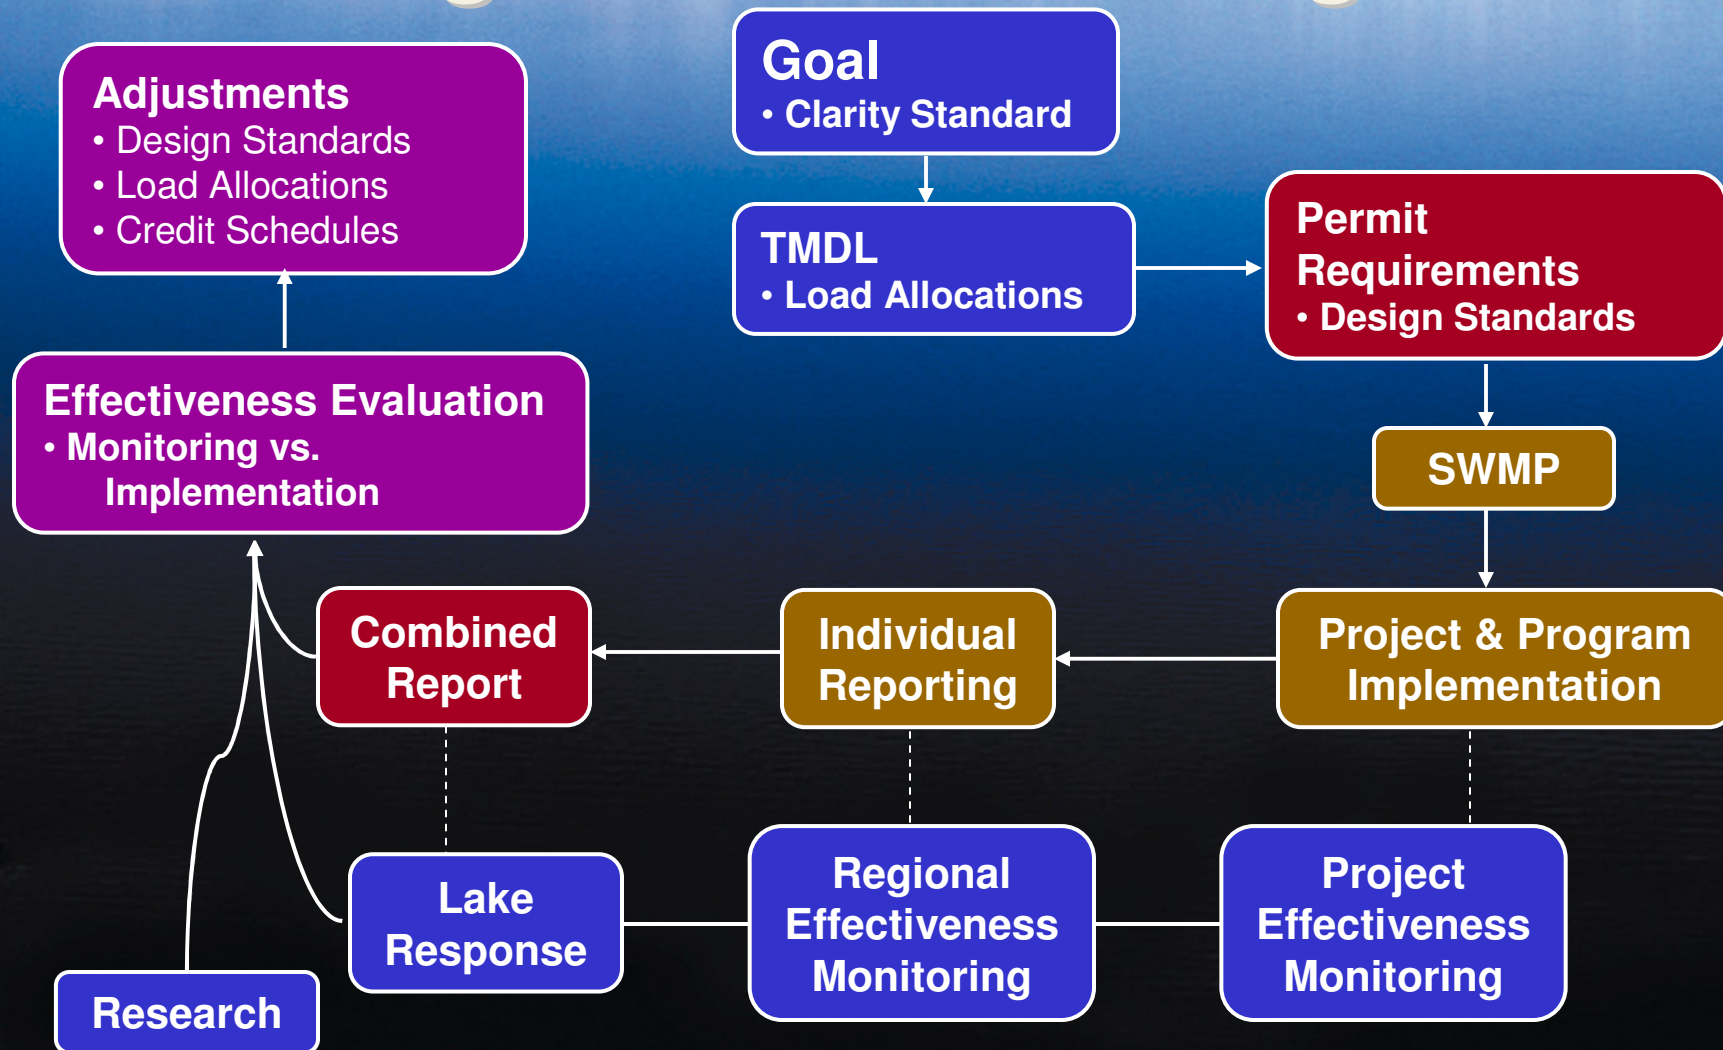 Adjustments
• Design Standards
• Load Allocations
• Credit Schedules
Goal
• Clarity Standard
TMDL
• Load Allocations
Permit
Requirements
• Design Standards
Effectiveness Evaluation
• Monitoring vs.
Implementation
SWMP
Combined
Report
Individual
Reporting
Project & Program
Implementation
Lake
Response
Regional
Effectiveness
Monitoring
Project
Effectiveness
Monitoring
Research